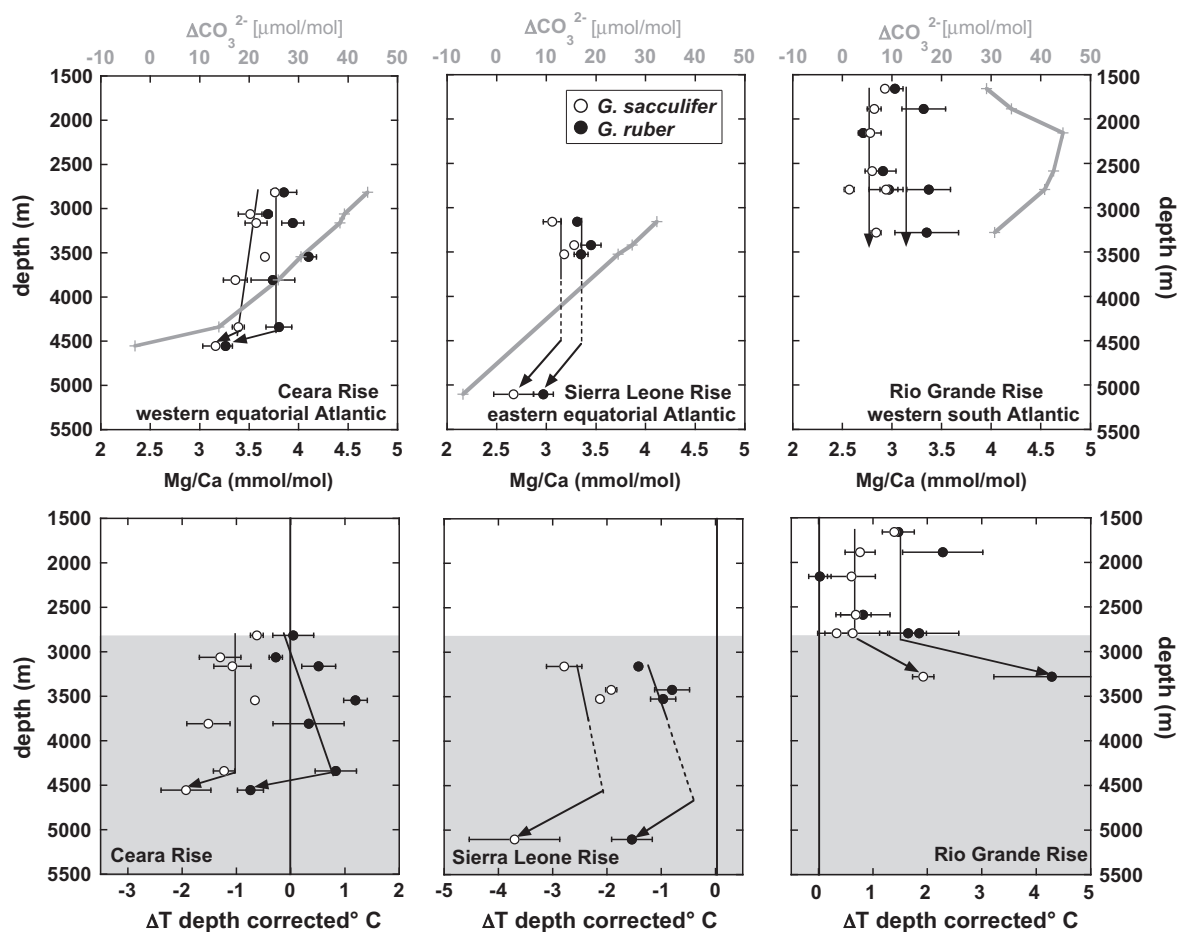 ΔCO₃²⁻ [μmol/mol]
-10 0 10 20 30 40 50
ΔCO₃²⁻ [μmol/mol]
-10 0 10 20 30 40 50
ΔCO₃²⁻[μmol/mol]
-10 0 10 20 30 40 50
depth (m)
1500
2000
2500
3000
3500
4000
4500
5000
5500
Ceara Rise
western equatorial Atlantic
2 2.5 3 3.5 4 4.5 5
Mg/Ca (mmol/mol)
G. sacculifer
G. ruber
Sierra Leone Rise
eastern equatorial Atlantic
2 2.5 3 3.5 4 4.5 5
Mg/Ca (mmol/mol)
Rio Grande Rise
western south Atlantic
2 2.5 3 3.5 4 4.5 5
Mg/Ca (mmol/mol)
1500
2000
2500
3000
3500
4000
4500
5000
5500
depth (m)
depth (m)
1500
2000
2500
3000
3500
4000
4500
5000
5500
Ceara Rise
-3 -2 -1 0 1 2
ΔT depth corrected° C
Sierra Leone Rise
-5 -4 -3 -2 -1 0
ΔT depth corrected° C
Rio Grande Rise
0 1 2 3 4 5
ΔT depth corrected° C
1500
2000
2500
3000
3500
4000
4500
5000
5500
depth (m)